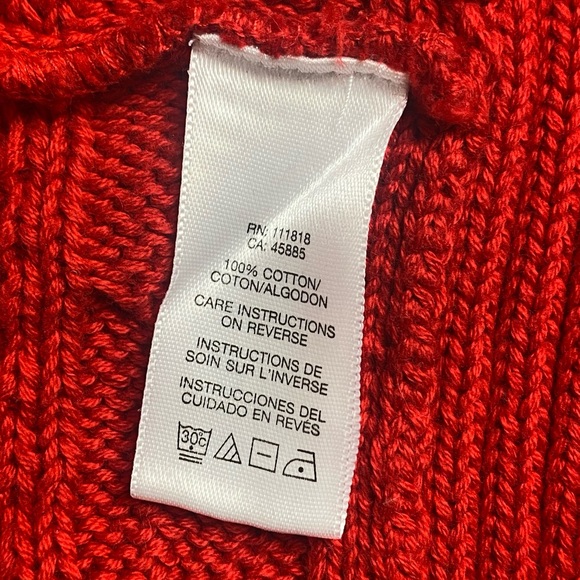 RN: 111818
CA: 45885
100% COTTON/
COTON/ALGODON
CARE INSTRUCTIONS
ON REVERSE
INSTRUCTIONS DE
SOIN SUR L'INVERSE
INSTRUCCIONES DEL
CUIDADO EN REVÉS
30C